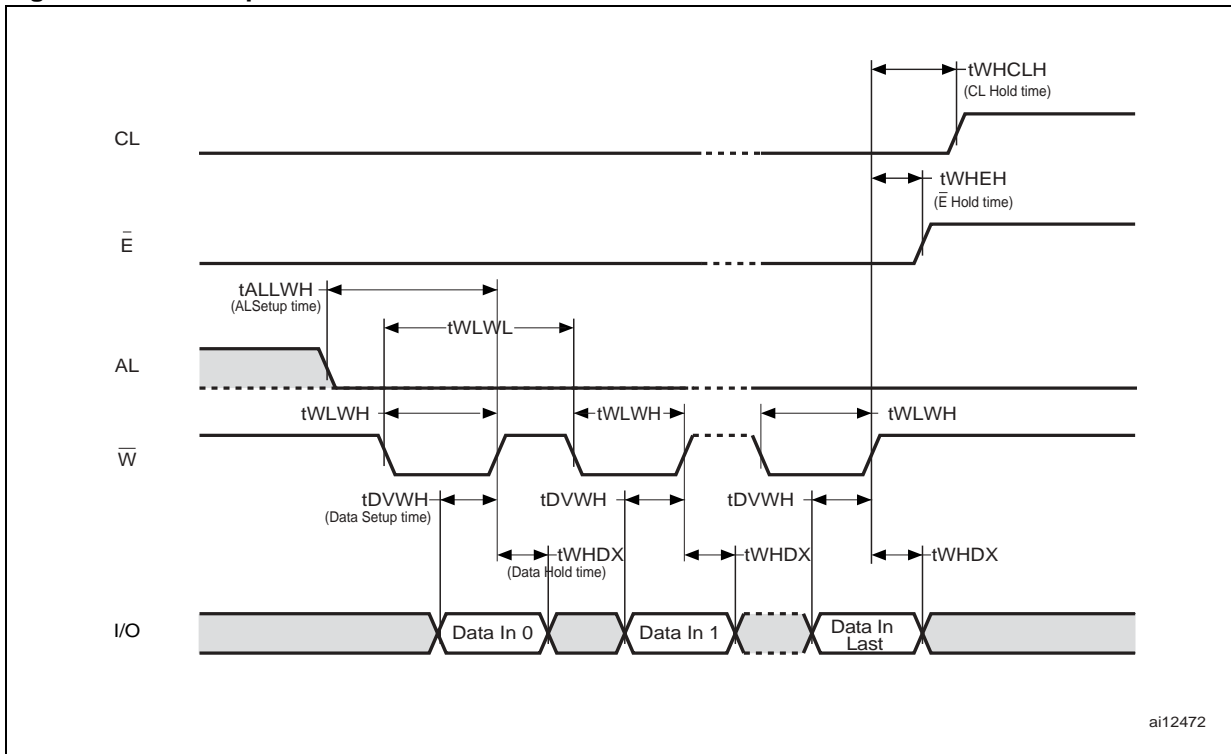 tWHCLH
(CL Hold time)
CL
tWHEH
(E̅ Hold time)
E̅
tALLWH
(ALSetup time)
tWLWL
AL
tWLWH
tWLWH
tWLWH
W̅
tDVWH
(Data Setup time)
tDVWH
tDVWH
tWHDX
(Data Hold time)
tWHDX
tWHDX
I/O
Data In 0
Data In 1
Data In
Last
ai12472